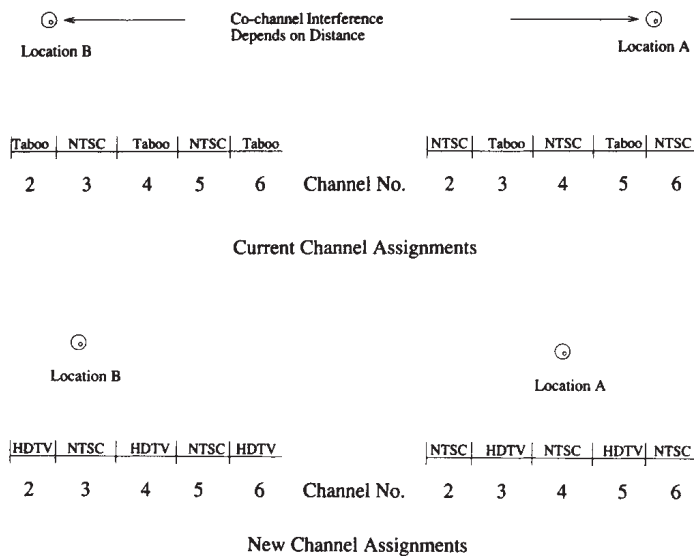 Co-channel Interference
Depends on Distance
Location B
Location A
Taboo NTSC Taboo NTSC Taboo
NTSC Taboo NTSC Taboo NTSC
2 3 4 5 6 Channel No. 2 3 4 5 6
Current Channel Assignments
Location B
Location A
HDTV NTSC HDTV NTSC HDTV
NTSC HDTV NTSC HDTV NTSC
2 3 4 5 6 Channel No. 2 3 4 5 6
New Channel Assignments